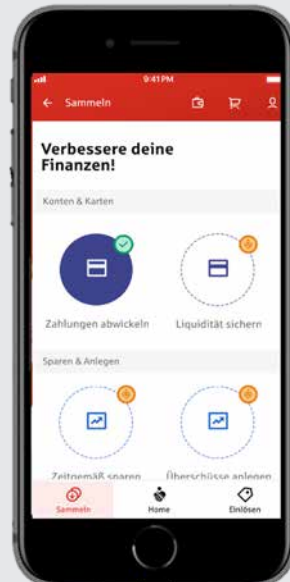 9:41 PM
Sammeln
Verbessere deine
Finanzen!
Konten & Karten
Zahlungen abwickeln
Liquidität sichern
Sparen & Anlegen
Zeitgemäß sparen
Überschüsse anlegen
Sammeln
Home
Einlösen